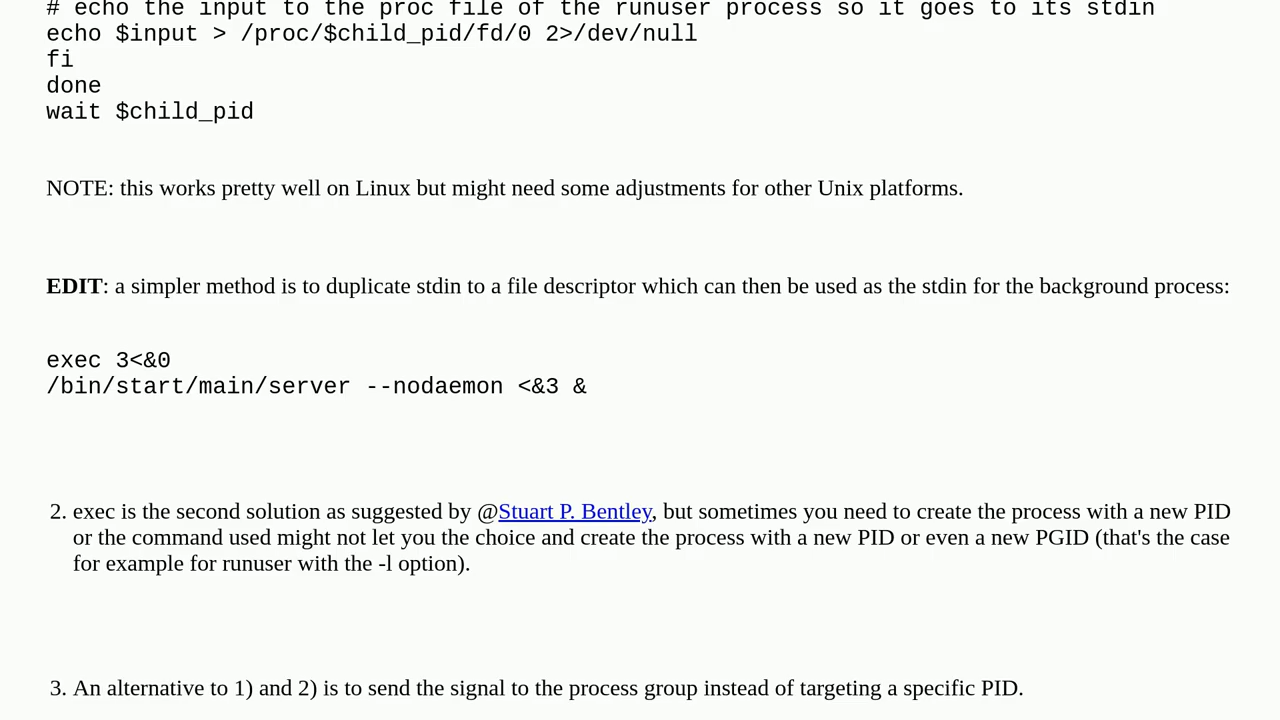 # echo the input to the proc file of the runuser process so it goes to its stdin
echo $input > /proc/$child_pid/fd/0 2>/dev/null
fi
done
wait $child_pid
NOTE: this works pretty well on Linux but might need some adjustments for other Unix platforms.
EDIT: a simpler method is to duplicate stdin to a file descriptor which can then be used as the stdin for the background process:
exec 3<&0
/bin/start/main/server --nodaemon <&3 &
2. exec is the second solution as suggested by @Stuart P. Bentley, but sometimes you need to create the process with a new PID
or the command used might not let you the choice and create the process with a new PID or even a new PGID (that's the case
for example for runuser with the -l option).
3. An alternative to 1) and 2) is to send the signal to the process group instead of targeting a specific PID.